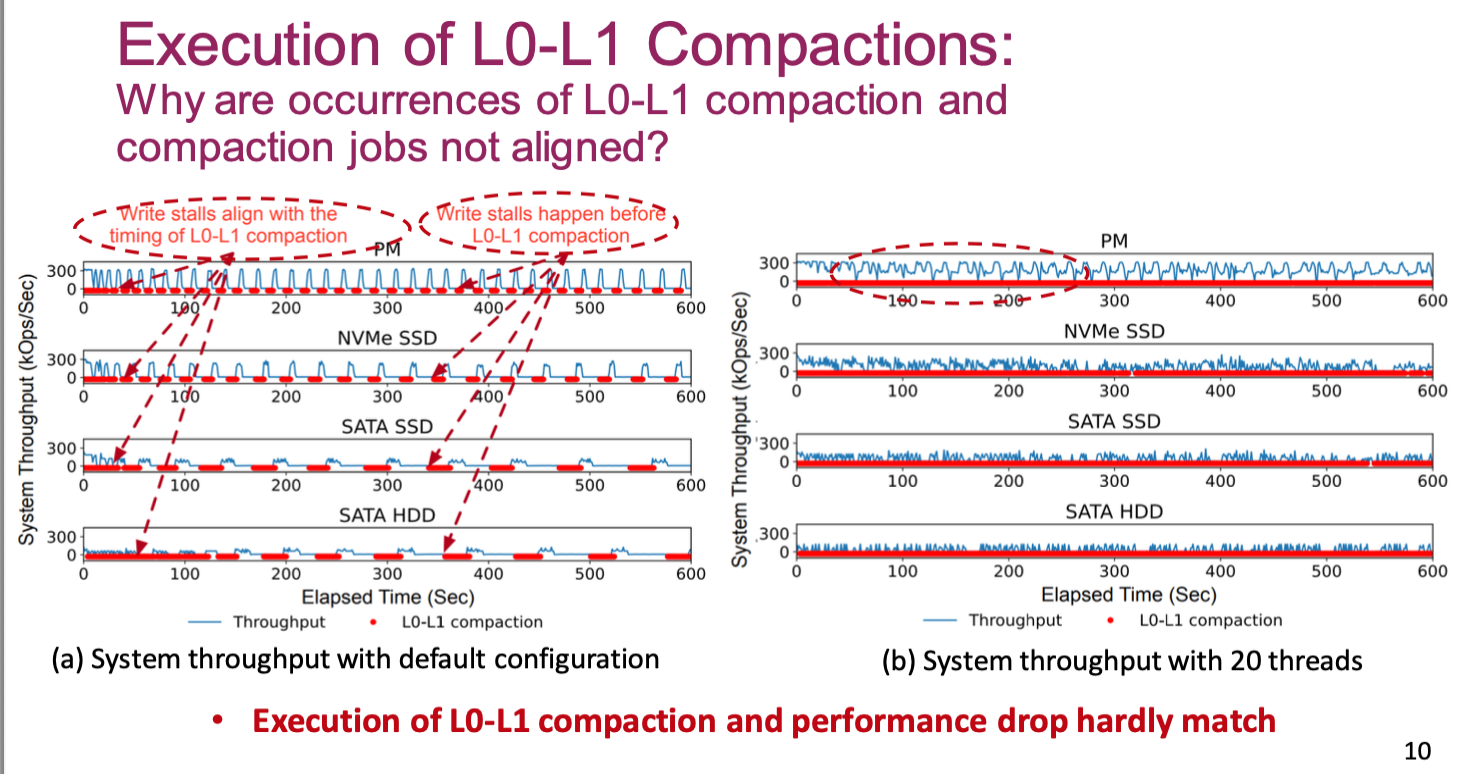 Execution of L0-L1 Compactions:
Why are occurrences of L0-L1 compaction and
compaction jobs not aligned?
Write stalls align with the
timing of L0-L1 compaction
Write stalls happen before
L0-L1 compaction
System Throughput (kOps/Sec)
PM
300
0
0 100 200 300 400 500 600
NVMe SSD
300
0
0 100 200 300 400 500 600
SATA SSD
300
0
0 100 200 300 400 500 600
SATA HDD
300
0
0 100 200 300 400 500 600
Elapsed Time (Sec)
Throughput L0-L1 compaction
(a) System throughput with default configuration
System Throughput (kOps/Sec)
PM
300
0
0 100 200 300 400 500 600
NVMe SSD
300
0
0 100 200 300 400 500 600
SATA SSD
300
0
0 100 200 300 400 500 600
SATA HDD
300
0
0 100 200 300 400 500 600
Elapsed Time (Sec)
Throughput L0-L1 compaction
(b) System throughput with 20 threads
• Execution of L0-L1 compaction and performance drop hardly match
10